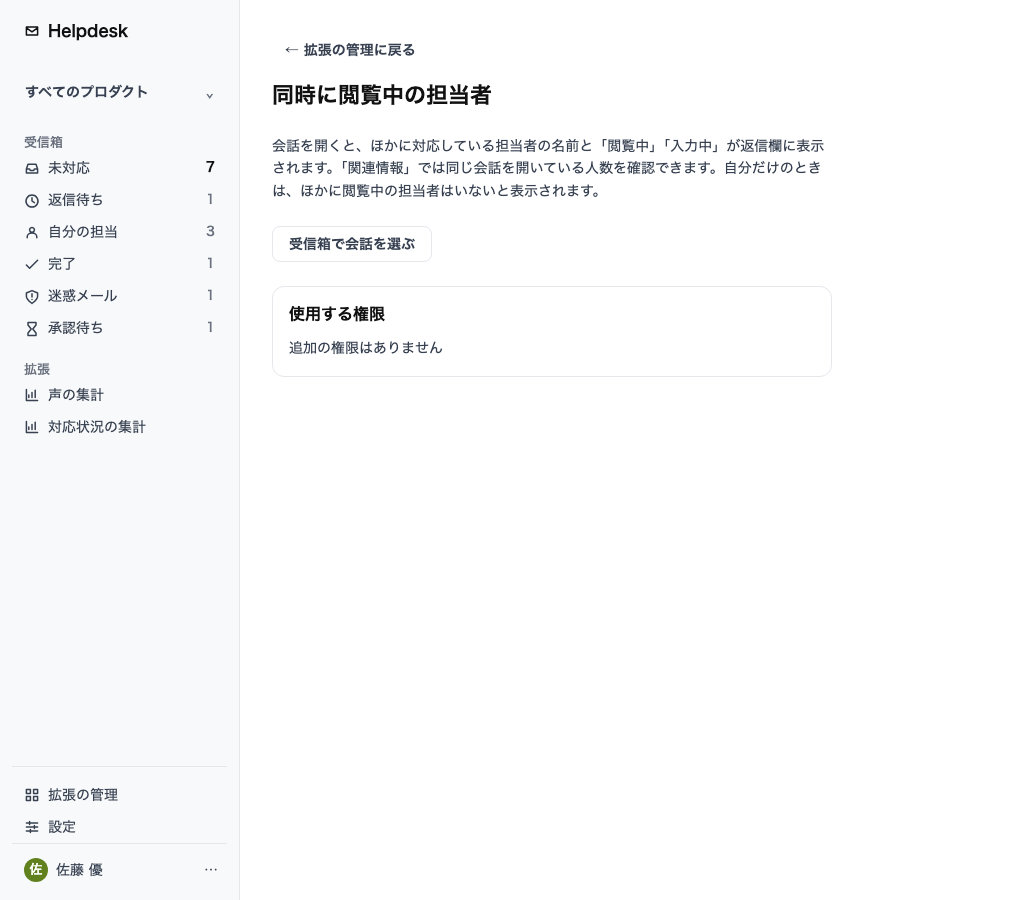 Helpdesk
すべてのプロダクト
受信箱
未対応 7
返信待ち 1
自分の担当 3
完了 1
迷惑メール 1
承認待ち 1
拡張
声の集計
対応状況の集計
拡張の管理
設定
佐 佐藤 優 ...
← 拡張の管理に戻る
同時に閲覧中の担当者
会話を開くと、ほかに対応している担当者の名前と「閲覧中」「入力中」が返信欄に表示
されます。「関連情報」では同じ会話を開いている人数を確認できます。自分だけのとき
は、ほかに閲覧中の担当者はいないと表示されます。
受信箱で会話を選ぶ
使用する権限
追加の権限はありません